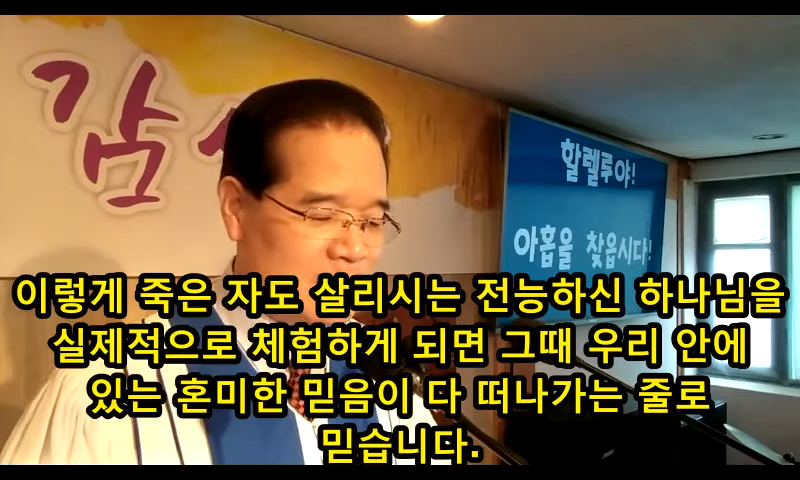 감
할렐루야!
아홉을 찾읍시다!
이렇게 죽은 자도 살리시는 전능하신 하나님을
실제적으로 체험하게 되면 그때 우리 안에
있는 혼미한 믿음이 다 떠나가는 줄로
믿습니다.